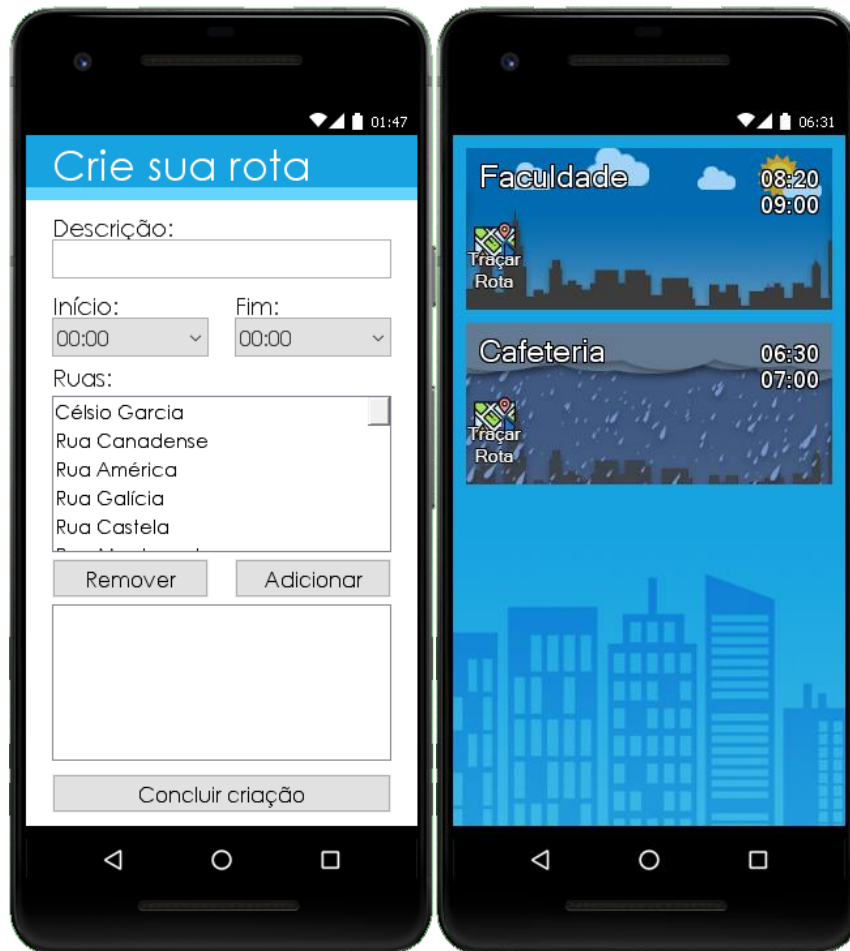 01:47
Crie sua rota
Descrição:
Início:
Fim:
00:00
00:00
Ruas:
Célsio Garcia
Rua Canadense
Rua América
Rua Galícia
Rua Castela
Remover
Adicionar
Concluir criação
06:31
Faculdade
08:20
09:00
Traçar
Rota
Cafeteria
06:30
07:00
Traçar
Rota